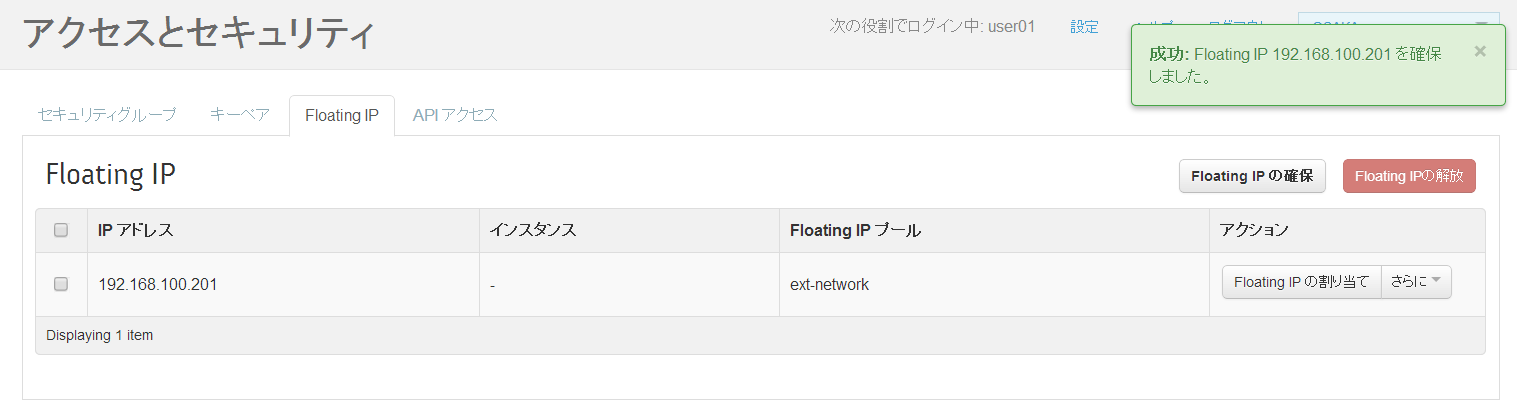 アクセスとセキュリティ
次の役割でログイン中: user01
設定
成功: Floating IP 192.168.100.201 を確保
しました。
×
セキュリティグループ
キーペア
Floating IP
API アクセス
Floating IP
Floating IP の確保
Floating IPの解放
IP アドレス
インスタンス
Floating IP プール
アクション
192.168.100.201
-
ext-network
Floating IP の割り当て
さらに
Displaying 1 item